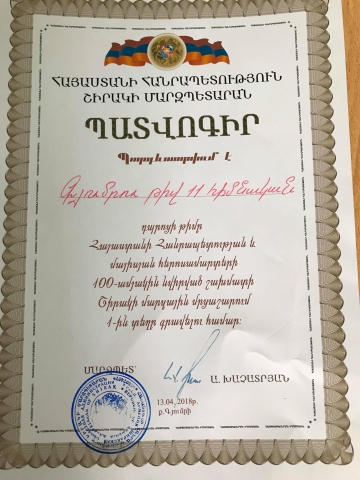 ՀԱՅԱՍՏԱՆԻ ՀԱՆՐԱՊԵՏՈՒԹՅՈՒՆ
ՇԻՐԱԿԻ ՄԱՐԶՊԵՏԱՐԱՆ
ՊԱՏՎՈԳԻՐ
Պարգևատրվում է
Գյումրու թիվ 11 հիմնական
դպրոցի թիմը
Հայաստանի Հանրապետության և
մայիսյան հերոսամարտերի
100-ամյակին նվիրված շախմատի
Շիրակի մարզային մրցաշարում
1-ին տեղը գրավելու համար:
ՄԱՐԶՊԵՏ՝
Ա. ԽԱՉԱՏՐՅԱՆ
13.04.2018թ.
ք.Գյումրի